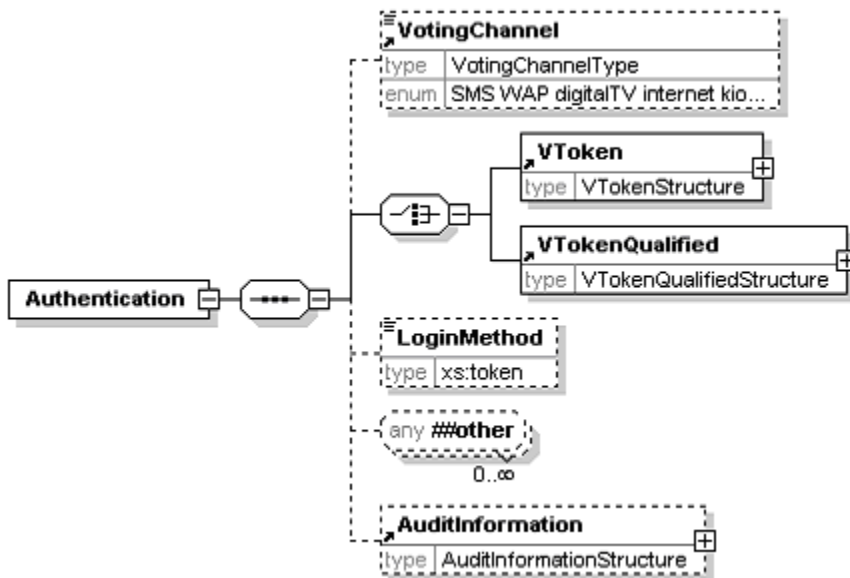 VotingChannel
type VotingChannelType
enum SMS WAP digitalTV internet kio...
VToken
type VTokenStructure
VTokenQualified
type VTokenQualifiedStructure
Authentication
LoginMethod
type xs:token
any ##other
0..∞
AuditInformation
type AuditInformationStructure